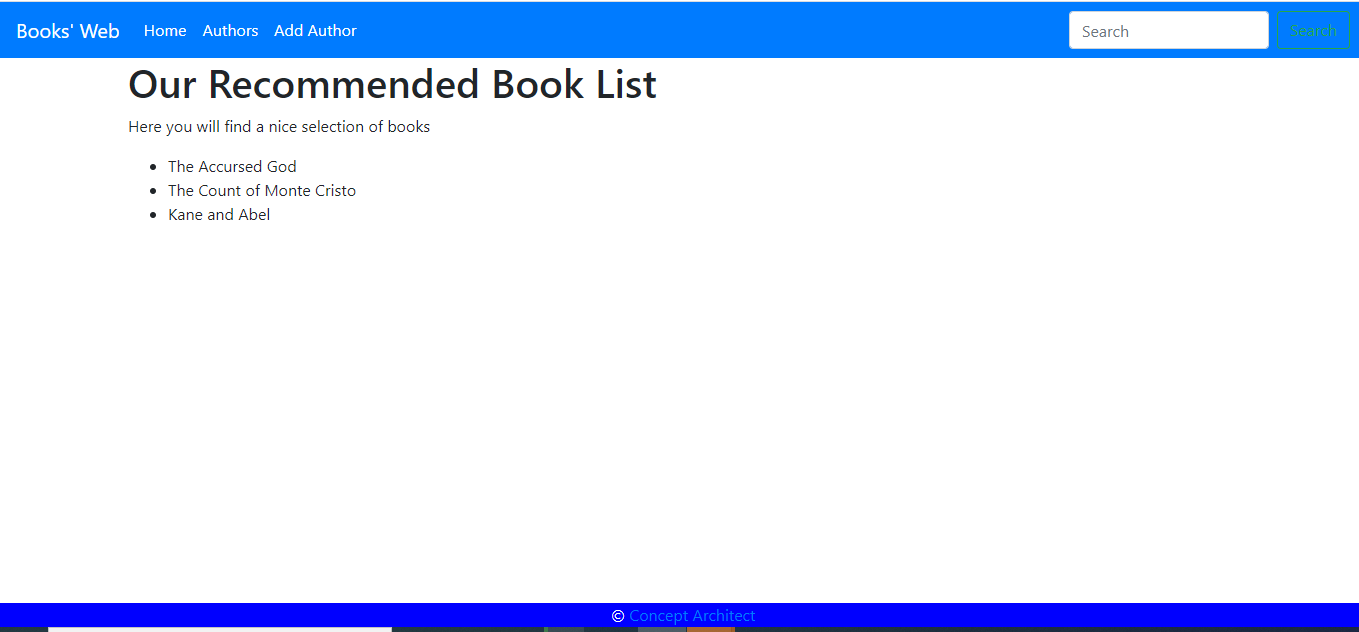 Books' Web Home Authors Add Author Search Search
Our Recommended Book List
Here you will find a nice selection of books
• The Accursed God
• The Count of Monte Cristo
• Kane and Abel
© Concept Architect